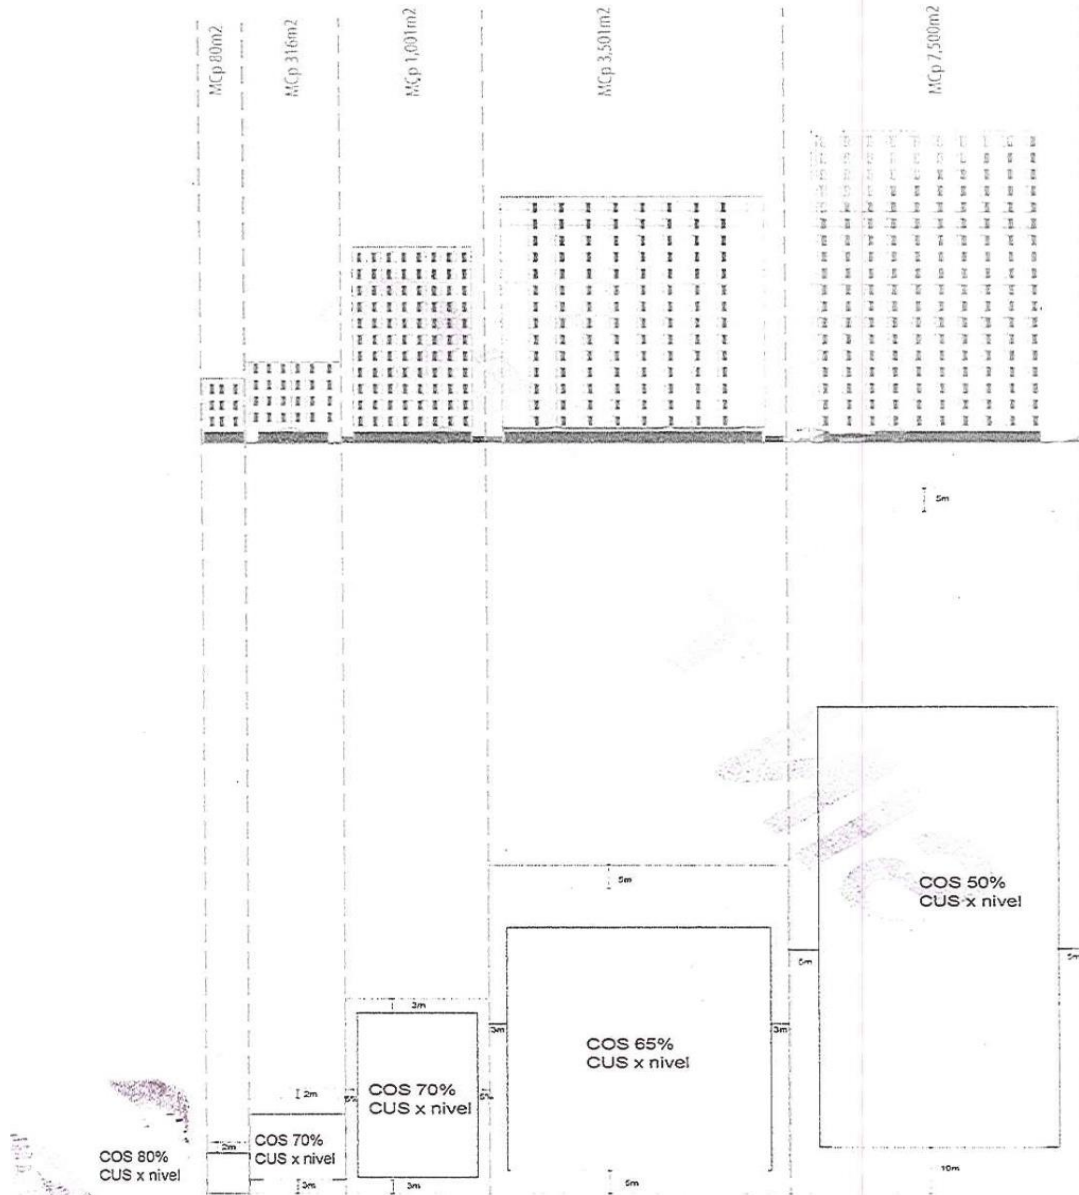 MCp 80m2
MCp 316m2
MCp 1,001m2
MCp 3,501m2
MCp 7,500m2
5m
5m
COS 50%
CUS x nivel
5m
5m
3m
3m
3m
COS 65%
CUS x nivel
2m
5%
COS 70%
CUS x nivel
5%
2m
COS 70%
CUS x nivel
COS 80%
CUS x nivel
3m
3m
5m
10m